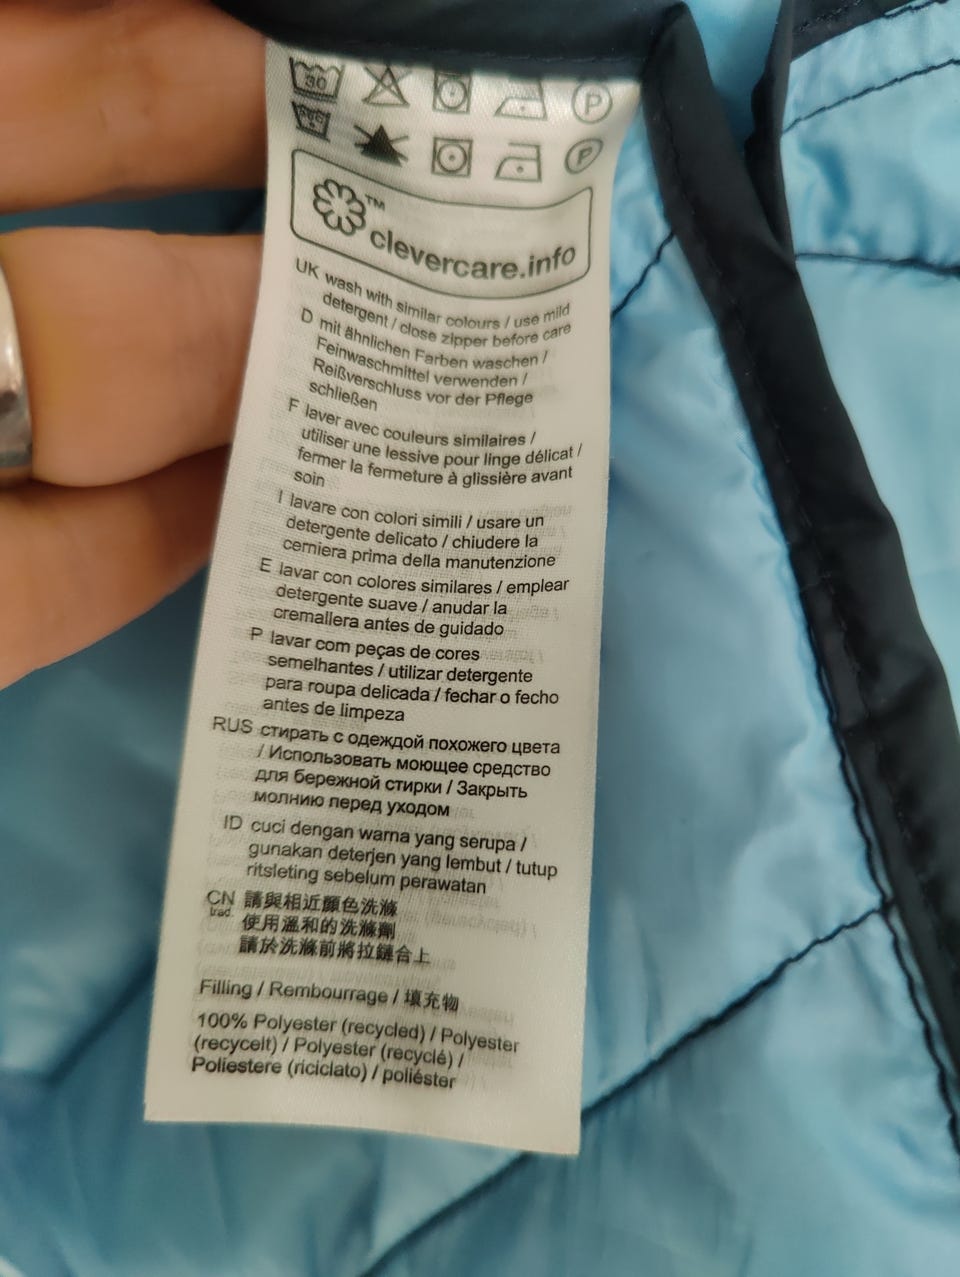 30
P
P
clevercare.info
TM
UK wash with similar colours / use mild
detergent / close zipper before care
D mit ähnlichen Farben waschen /
Feinwaschmittel verwenden /
Reißverschluss vor der Pflege
schließen
F laver avec couleurs similaires /
utiliser une lessive pour linge délicat /
fermer la fermeture à glissière avant
soin
I lavare con colori simili / usare un
detergente delicato / chiudere la
cerniera prima della manutenzione
E lavar con colores similares / emplear
detergente suave / anudar la
cremallera antes de guidado
P lavar com peças de cores
semelhantes / utilizar detergente
para roupa delicada / fechar o fecho
antes de limpeza
RUS стирать с одеждой похожего цвета
/ Использовать моющее средство
для бережной стирки / Закрыть
молнию перед уходом
ID cuci dengan warna yang serupa /
gunakan deterjen yang lembut / tutup
ritsleting sebelum perawatan
CN 請與相近顏色洗滌
trad. 使用溫和的洗滌劑
請於洗滌前將拉鏈合上
Filling / Rembourrage / 填充物
100% Polyester (recycled) / Polyester
(recycelt) / Polyester (recyclé) /
Poliestere (riciclato) / poliéster